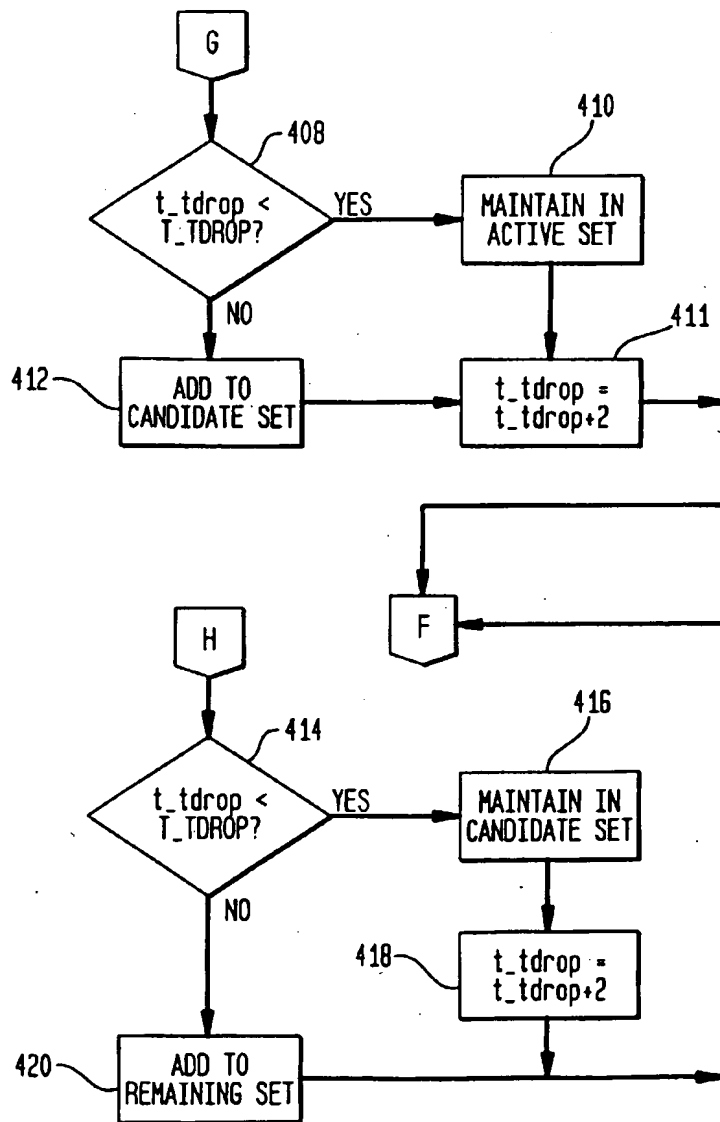 G
408
t_tdrop <
T_TDROP?
YES
410
MAINTAIN IN
ACTIVE SET
NO
411
412
ADD TO
CANDIDATE SET
t_tdrop =
t_tdrop+2
F
H
414
t_tdrop <
T_TDROP?
YES
416
MAINTAIN IN
CANDIDATE SET
NO
418
t_tdrop =
t_tdrop+2
420
ADD TO
REMAINING SET